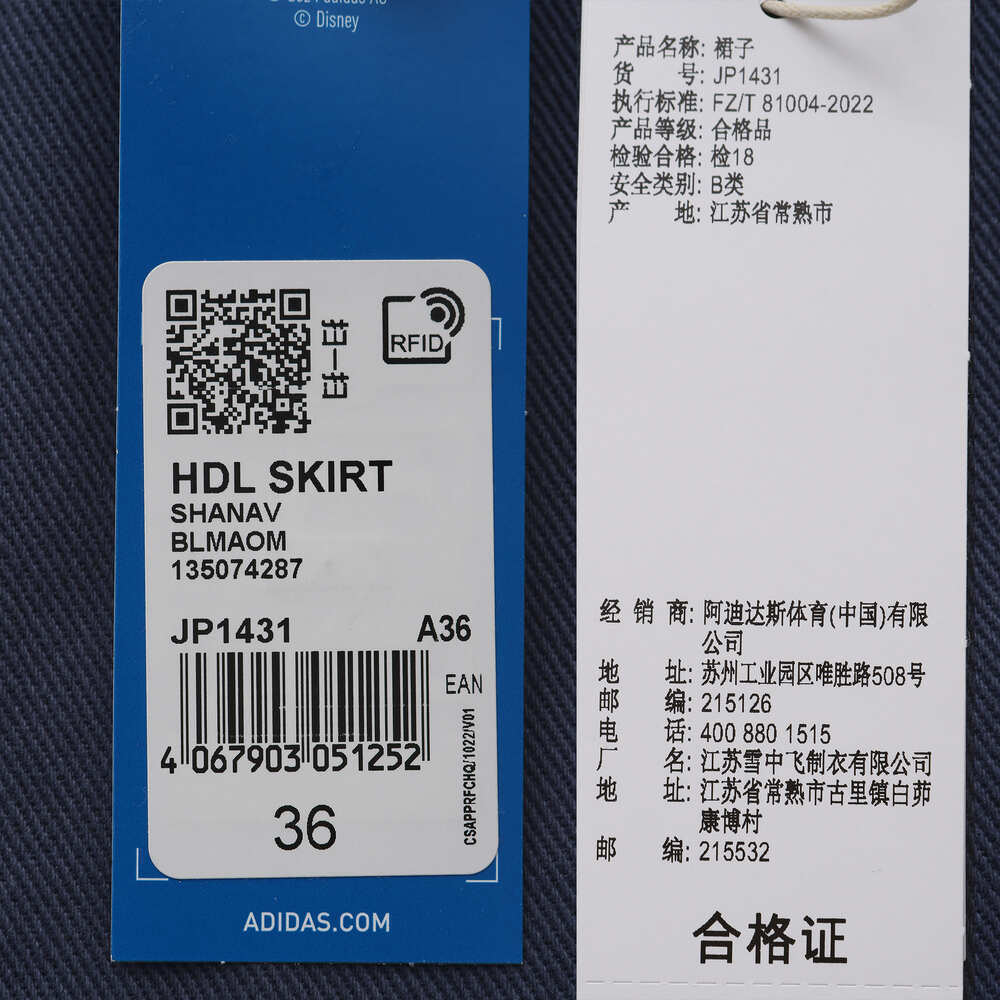 © Disney
扫一扫
RFID
HDL SKIRT
SHANAV
BLMAOM
135074287
JP1431 A36
EAN
4 067903 051252
36
CSAPPRFCHQ/1022/V01
ADIDAS.COM
产品名称: 裙子
货 号: JP1431
执行标准: FZ/T 81004-2022
产品等级: 合格品
检验合格: 检18
安全类别: B类
产 地: 江苏省常熟市
经 销 商: 阿迪达斯体育(中国)有限
公司
地 址: 苏州工业园区唯胜路508号
邮 编: 215126
电 话: 400 880 1515
厂 名: 江苏雪中飞制衣有限公司
地 址: 江苏省常熟市古里镇白茆
康博村
邮 编: 215532
合格证